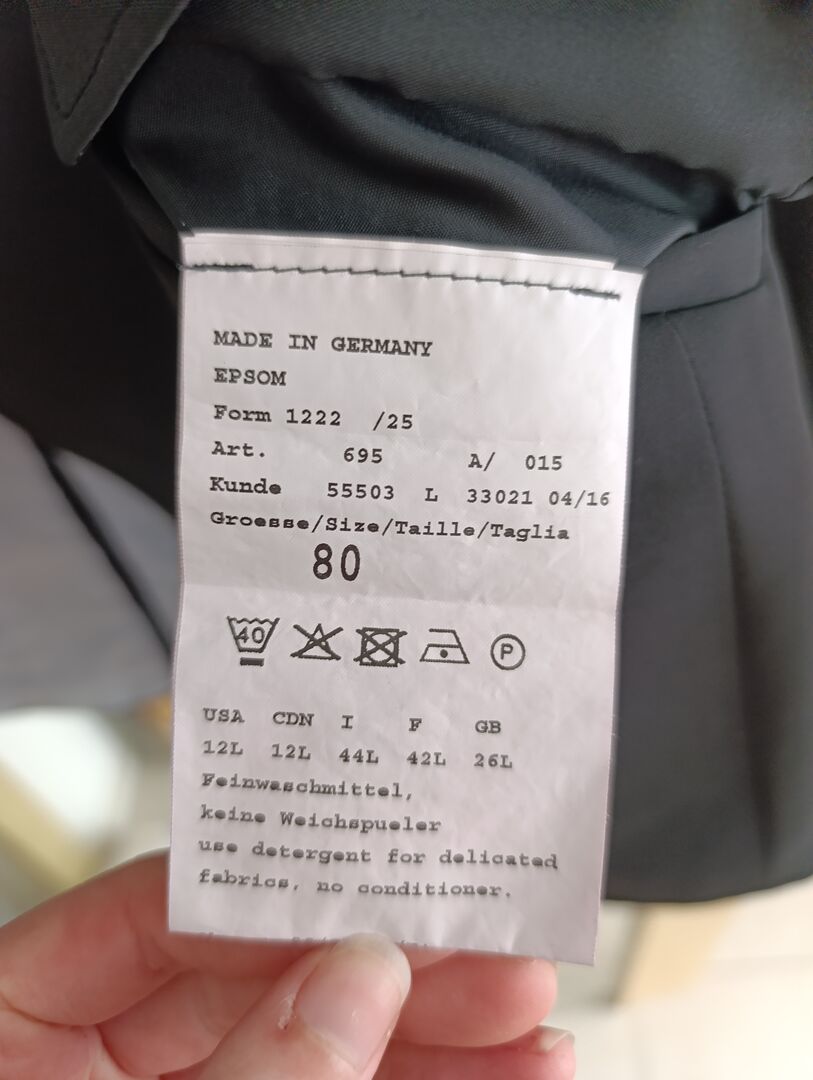 MADE IN GERMANY
EPSOM
Form 1222 /25
Art. 695 A/ 015
Kunde 55503 L 33021 04/16
Groesse/Size/Taille/Taglia
80
40
P
USA CDN I F GB
12L 12L 44L 42L 26L
Feinwaschmittel,
keine Weichspueler
use detergent for delicated
fabrics, no conditioner.